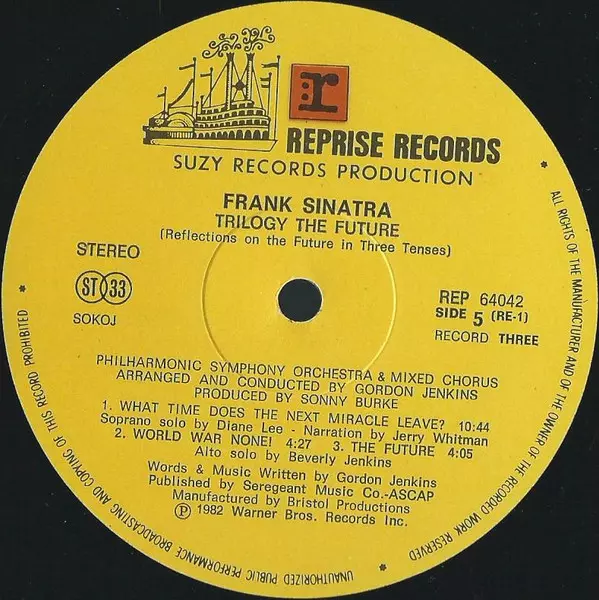 r
REPRISE RECORDS
SUZY RECORDS PRODUCTION
FRANK SINATRA
TRILOGY THE FUTURE
(Reflections on the Future in Three Tenses)
STEREO
ST 33
SOKOJ
REP 64042
SIDE 5 (RE-1)
RECORD THREE
PHILHARMONIC SYMPHONY ORCHESTRA & MIXED CHORUS
ARRANGED AND CONDUCTED BY GORDON JENKINS
PRODUCED BY SONNY BURKE
1. WHAT TIME DOES THE NEXT MIRACLE LEAVE? 10:44
Soprano solo by Diane Lee - Narration by Jerry Whitman
2. WORLD WAR NONE! 4:27 3. THE FUTURE 4:05
Alto solo by Beverly Jenkins
Words & Music Written by Gordon Jenkins
Published by Seregeant Music Co.-ASCAP
Manufactured by Bristol Productions
Ⓟ 1982 Warner Bros. Records Inc.
* ALL RIGHTS OF THE MANUFACTURER AND OF THE OWNER OF THE RECORDED WORK RESERVED * UNAUTHORIZED PUBLIC PERFORMANCE BROADCASTING AND COPYING OF THIS RECORD PROHIBITED *